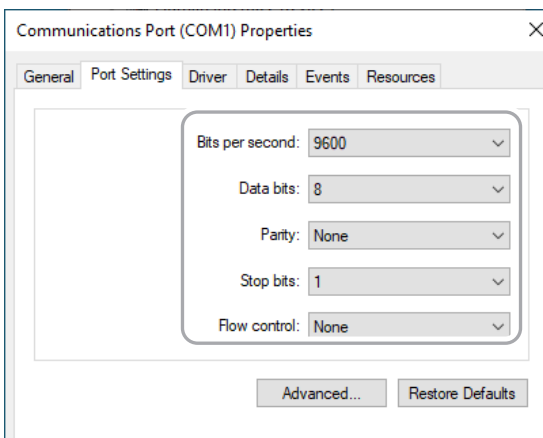 Communications Port (COM1) Properties
General Port Settings Driver Details Events Resources
Bits per second: 9600
Data bits: 8
Parity: None
Stop bits: 1
Flow control: None
Advanced... Restore Defaults